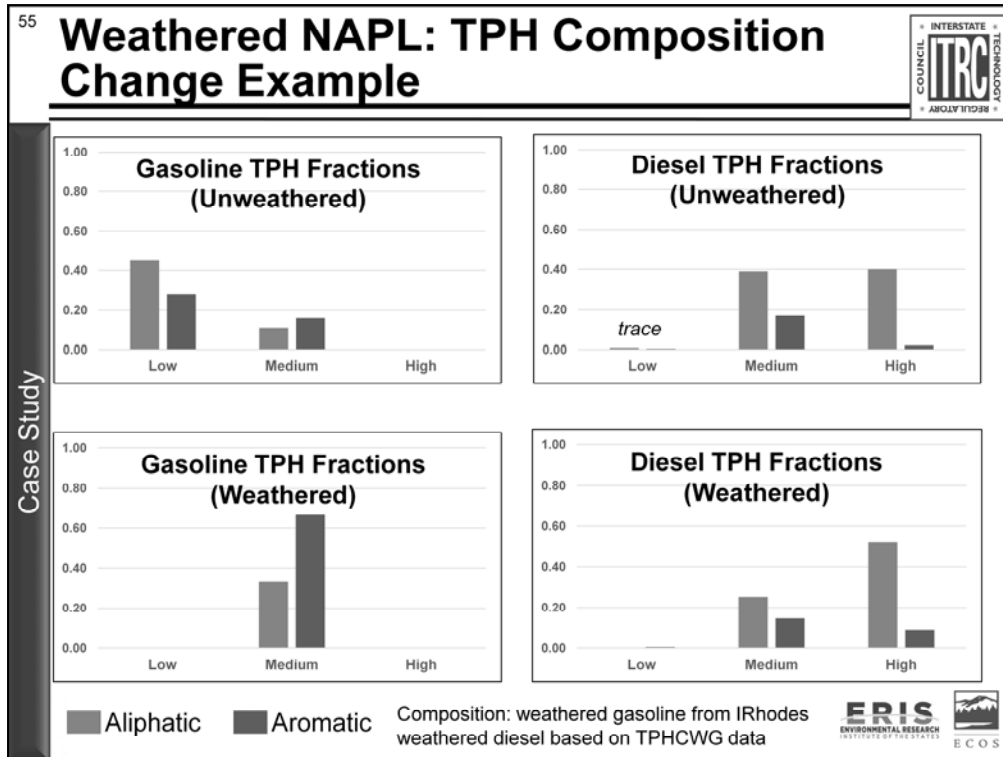 55
Weathered NAPL: TPH Composition
Change Example
INTERSTATE
COUNCIL
ITRC
TECHNOLOGY
REGULATORY
Case Study
Gasoline TPH Fractions
(Unweathered)
1.00
0.80
0.60
0.40
0.20
0.00
Low Medium High
Diesel TPH Fractions
(Unweathered)
1.00
0.80
0.60
0.40
0.20
0.00
trace
Low Medium High
Gasoline TPH Fractions
(Weathered)
1.00
0.80
0.60
0.40
0.20
0.00
Low Medium High
Diesel TPH Fractions
(Weathered)
1.00
0.80
0.60
0.40
0.20
0.00
Low Medium High
Aliphatic Aromatic
Composition: weathered gasoline from IRhodes
weathered diesel based on TPHCWG data
ERIS
ENVIRONMENTAL RESEARCH
INSTITUTE OF THE STATES
ECOS